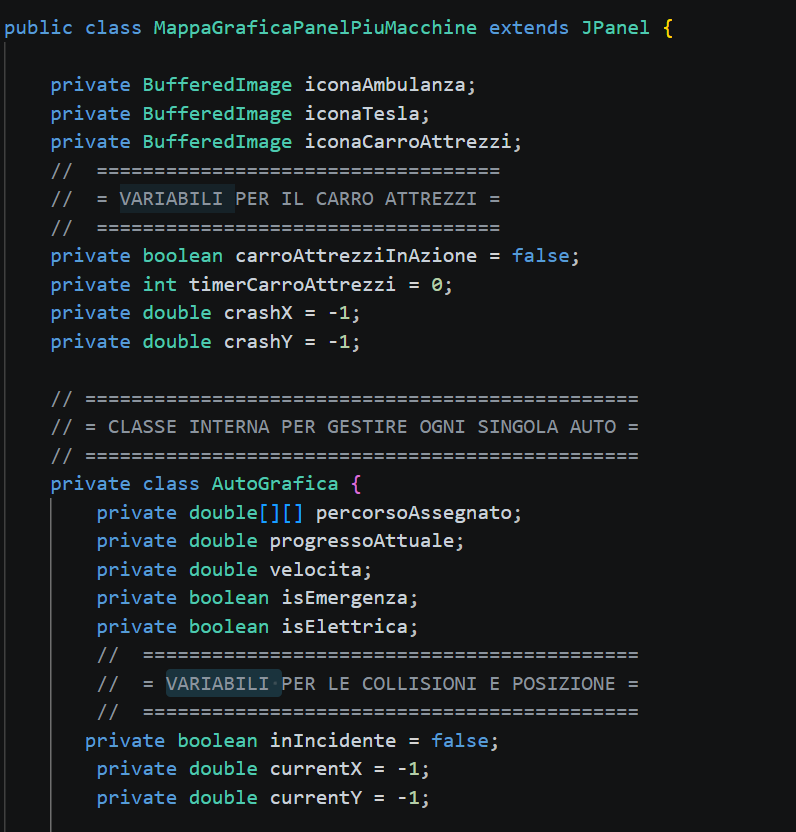 public class MappaGraficaPanelPiuMacchine extends JPanel {
private BufferedImage iconaAmbulanza;
private BufferedImage iconaTesla;
private BufferedImage iconaCarroAttrezzi;
//  ===================================
//  = VARIABILI PER IL CARRO ATTREZZI =
//  ===================================
private boolean carroAttrezziInAzione = false;
private int timerCarroAttrezzi = 0;
private double crashX = -1;
private double crashY = -1;
// ================================================
// = CLASSE INTERNA PER GESTIRE OGNI SINGOLA AUTO =
// ================================================
private class AutoGrafica {
private double[][] percorsoAssegnato;
private double progressoAttuale;
private double velocita;
private boolean isEmergenza;
private boolean isElettrica;
//  ===========================================
//  = VARIABILI PER LE COLLISIONI E POSIZIONE =
//  ===========================================
private boolean inIncidente = false;
private double currentX = -1;
private double currentY = -1;